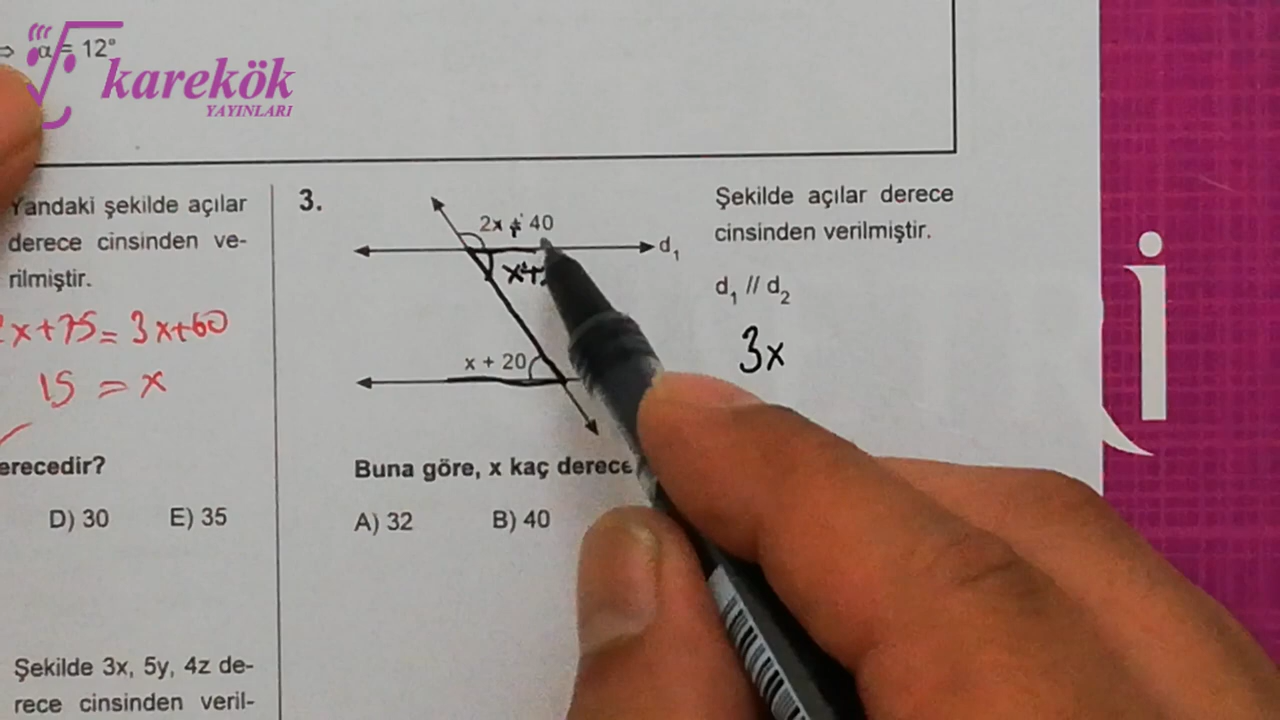 ⇒ α = 12°
karekök
YAYINLARI
Yandaki şekilde açılar
derece cinsinden ve-
rilmiştir.
2x+75=3x+60
15 = x
erecedir?
D) 30 E) 35
Şekilde 3x, 5y, 4z de-
rece cinsinden veril-
3.
2x + 40
d1
x+
x + 20
Şekilde açılar derece
cinsinden verilmiştir.
d1 // d2
3x
Buna göre, x kaç derece
A) 32 B) 40
i